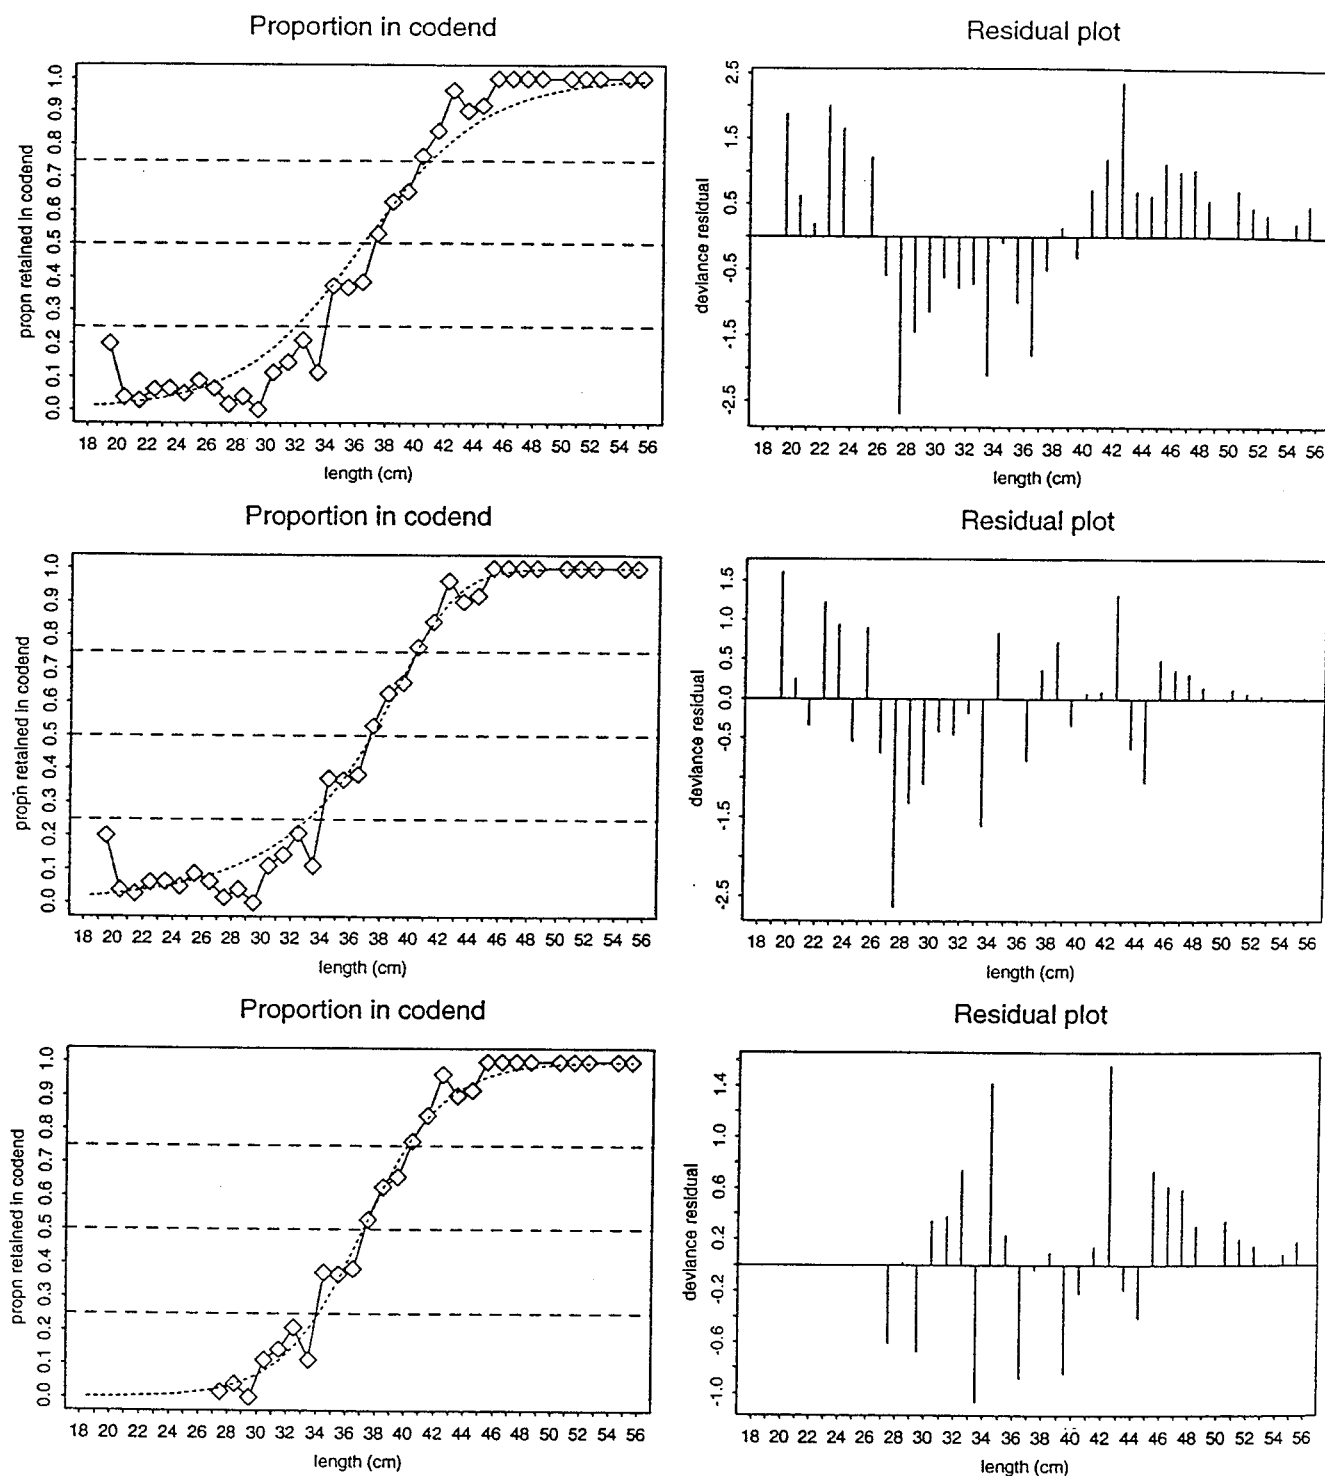 Proportion in codend
propn retained in codend
0.0 0.1 0.2 0.3 0.4 0.5 0.6 0.7 0.8 0.9 1.0
18 20 22 24 26 28 30 32 34 36 38 40 42 44 46 48 50 52 54 56
length (cm)
Residual plot
deviance residual
-2.5 -1.5 -0.5 0.5 1.5 2.5
18 20 22 24 26 28 30 32 34 36 38 40 42 44 46 48 50 52 54 56
length (cm)
Proportion in codend
propn retained in codend
0.0 0.1 0.2 0.3 0.4 0.5 0.6 0.7 0.8 0.9 1.0
18 20 22 24 26 28 30 32 34 36 38 40 42 44 46 48 50 52 54 56
length (cm)
Residual plot
deviance residual
-2.5 -1.5 -0.5 0.0 0.5 1.0 1.5
18 20 22 24 26 28 30 32 34 36 38 40 42 44 46 48 50 52 54 56
length (cm)
Proportion in codend
propn retained in codend
0.0 0.1 0.2 0.3 0.4 0.5 0.6 0.7 0.8 0.9 1.0
18 20 22 24 26 28 30 32 34 36 38 40 42 44 46 48 50 52 54 56
length (cm)
Residual plot
deviance residual
-1.0 -0.6 -0.2 0.2 0.6 1.0 1.4
18 20 22 24 26 28 30 32 34 36 38 40 42 44 46 48 50 52 54 56
length (cm)